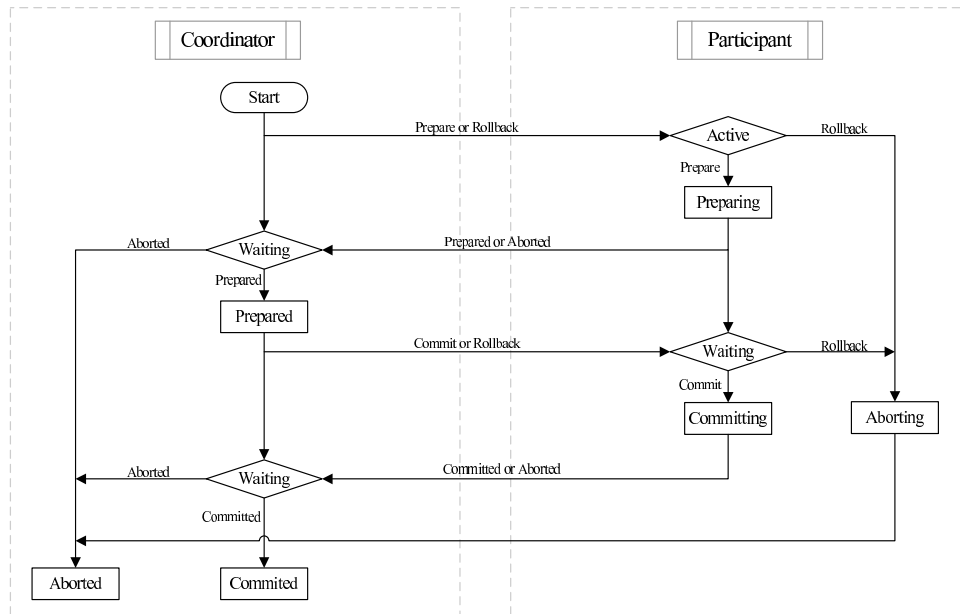 Coordinator
Participant
Start
Prepare or Rollback
Active
Rollback
Prepare
Preparing
Aborted
Waiting
Prepared or Aborted
Prepared
Prepared
Commit or Rollback
Waiting
Rollback
Commit
Committing
Aborting
Aborted
Waiting
Committed or Aborted
Committed
Aborted
Commited